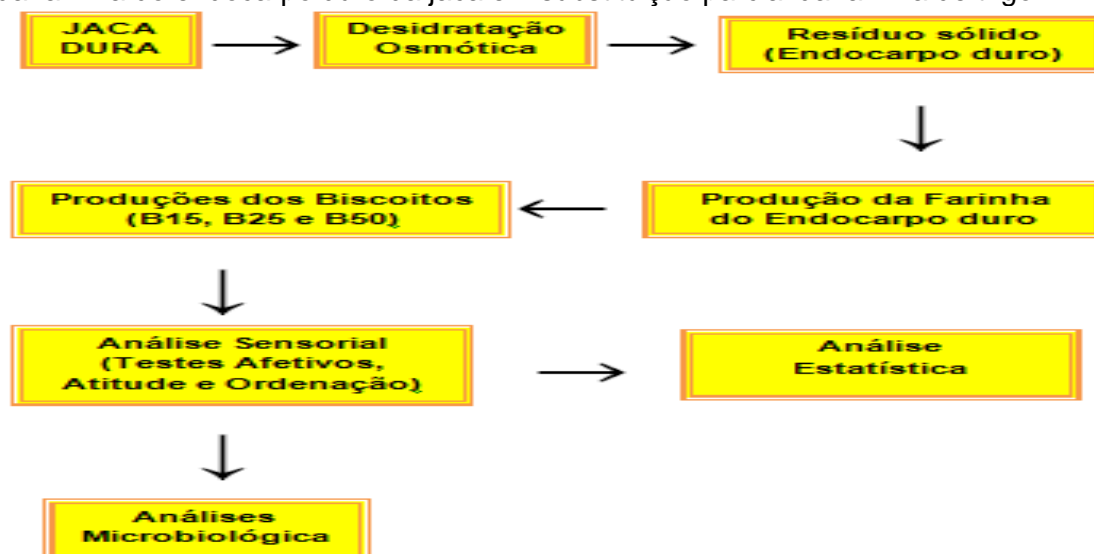 JACA
DURA
Desidratação
Osmótica
Resíduo sólido
(Endocarpo duro)
Produções dos Biscoitos
(B15, B25 e B50)
Produção da Farinha
do Endocarpo duro
Análise Sensorial
(Testes Afetivos,
Atitude e Ordenação)
Análise
Estatística
Análises
Microbiológica